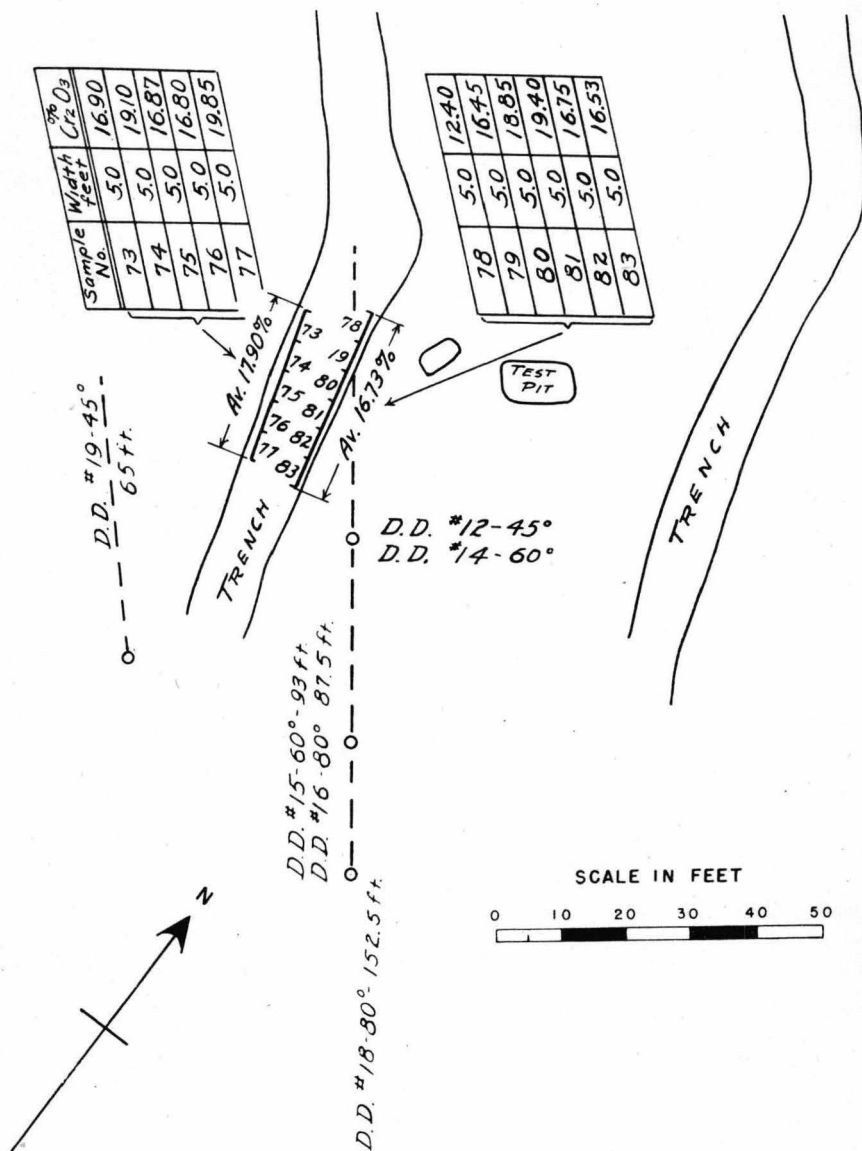 Sample No. Width feet % Cr₂O₃
73 5.0 16.90
74 5.0 19.10
75 5.0 16.87
76 5.0 16.80
77 5.0 19.85
78 5.0 12.40
79 5.0 16.45
80 5.0 18.85
81 5.0 19.40
82 5.0 16.75
83 5.0 16.53
Av. 17.90%
73
74
75
76
77
78
19
80
81
82
83
Av. 16.73%
TEST
PIT
D.D. #19-45°
65 ft.
TRENCH
TRENCH
D.D. #12-45°
D.D. #14-60°
D.D. #15-60°-93 ft.
D.D. #16-80° 87.5 ft.
D.D. #18-80°-152.5 ft.
N
SCALE IN FEET
0 10 20 30 40 50